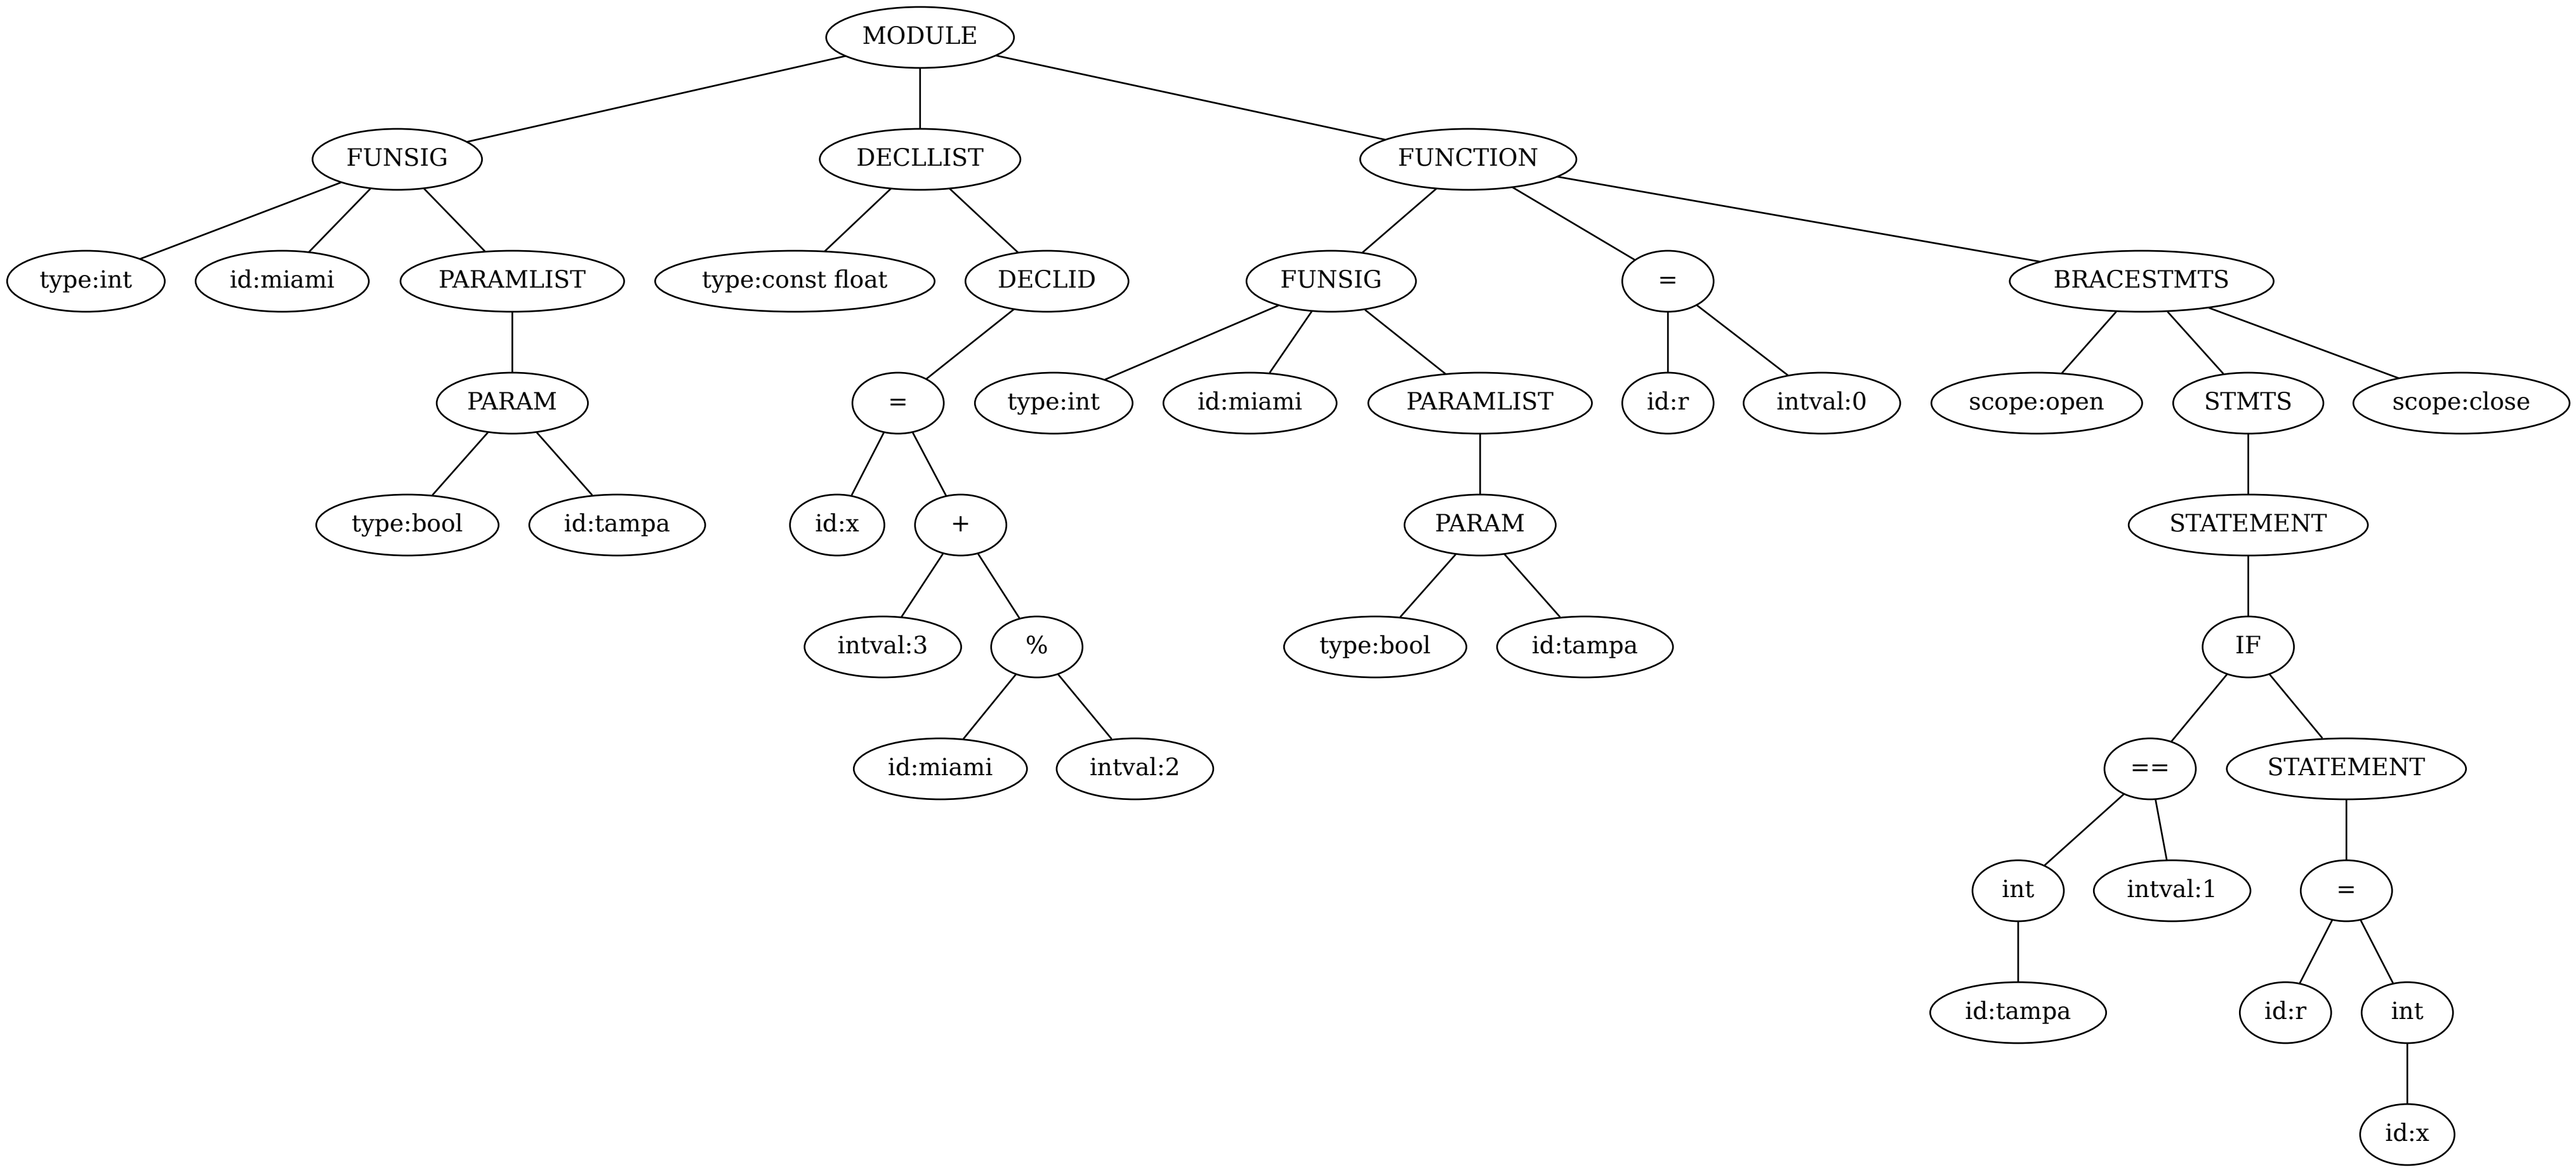 MODULE
FUNSIG DECLLIST FUNCTION
type:int id:miami PARAMLIST type:const float DECLID FUNSIG = BRACESTMTS
PARAM = type:int id:miami PARAMLIST id:r intval:0 scope:open STMTS scope:close
type:bool id:tampa id:x + PARAM STATEMENT
intval:3 % type:bool id:tampa IF
id:miami intval:2 == STATEMENT
int intval:1 =
id:tampa id:r int
id:x